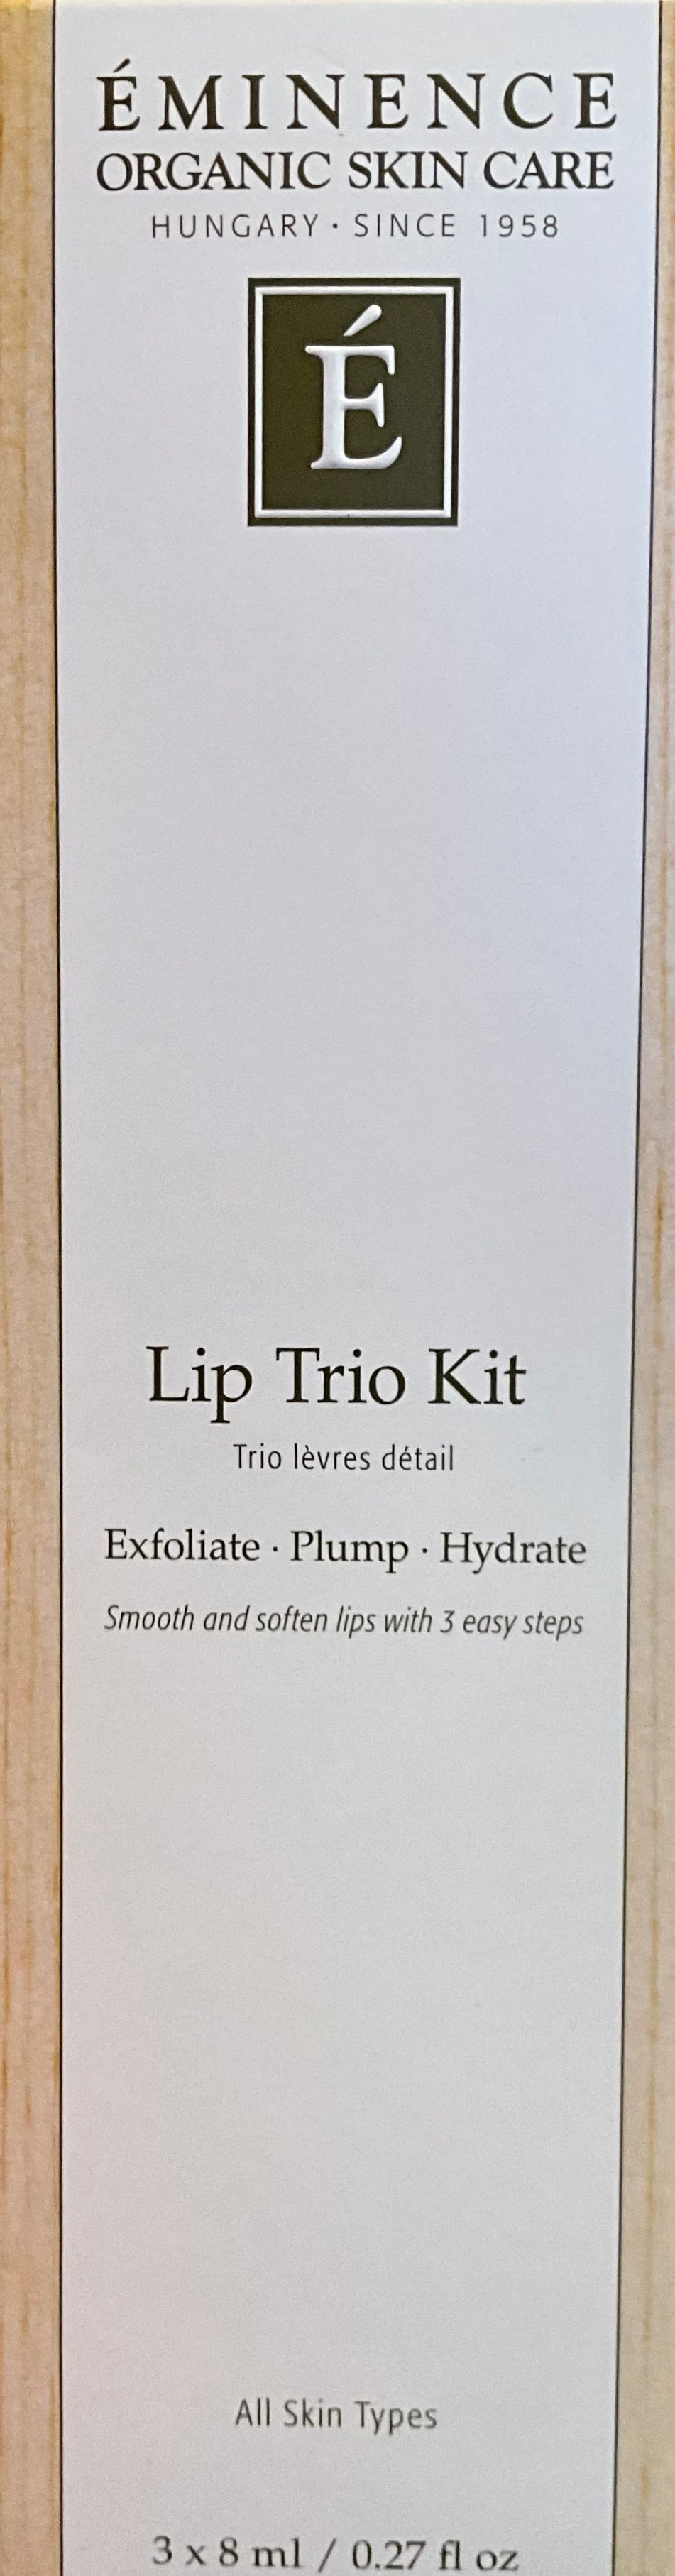 ÉMINENCE
ORGANIC SKIN CARE
HUNGARY · SINCE 1958
É
Lip Trio Kit
Trio lèvres détail
Exfoliate · Plump · Hydrate
Smooth and soften lips with 3 easy steps
All Skin Types
3 x 8 ml / 0.27 fl oz